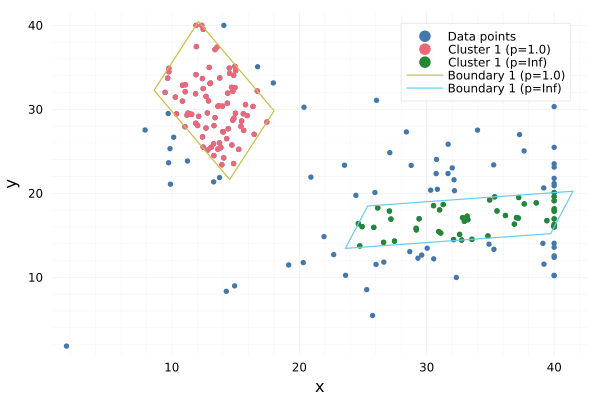 40
30
20
10
y
10
20
30
40
x
Data points
Cluster 1 (p=1.0)
Cluster 1 (p=Inf)
Boundary 1 (p=1.0)
Boundary 1 (p=Inf)